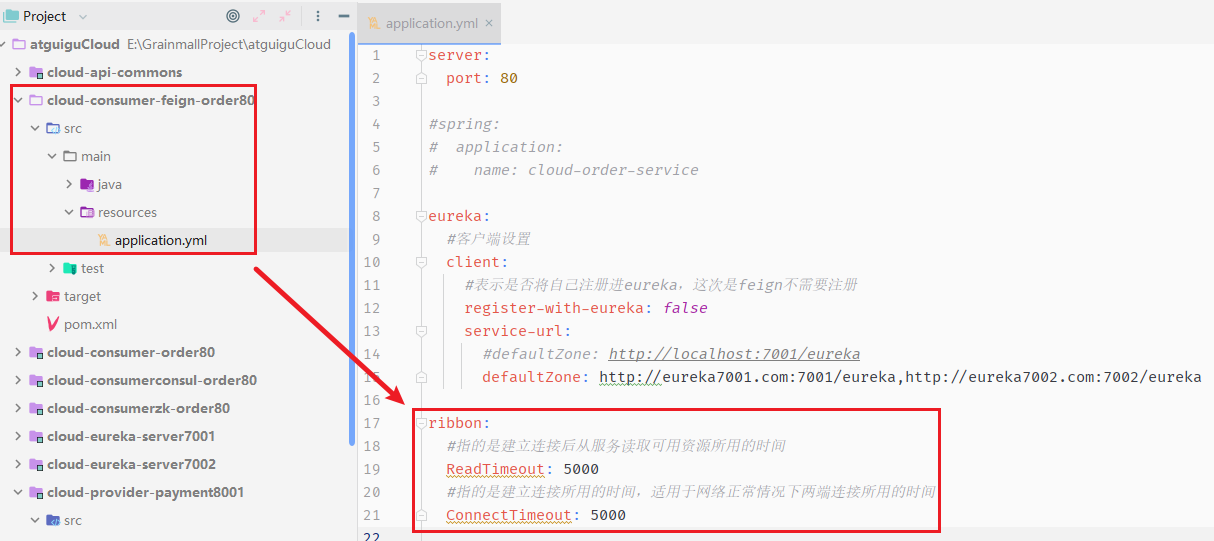 Project
atguiguCloud E:\GrainmallProject\atguiguCloud
cloud-api-commons
cloud-consumer-feign-order80
src
main
java
resources
application.yml
test
target
pom.xml
cloud-consumer-order80
cloud-consumerconsul-order80
cloud-consumerzk-order80
cloud-eureka-server7001
cloud-eureka-server7002
cloud-provider-payment8001
src
application.yml
1 server:
2   port: 80
3
4 #spring:
5 #  application:
6 #    name: cloud-order-service
7
8 eureka:
9   #客户端设置
10   client:
11     #表示是否将自己注册进eureka，这次是feign不需要注册
12     register-with-eureka: false
13     service-url:
14       #defaultZone: http://localhost:7001/eureka
15       defaultZone: http://eureka7001.com:7001/eureka,http://eureka7002.com:7002/eureka
16
17 ribbon:
18   #指的是建立连接后从服务读取可用资源所用的时间
19   ReadTimeout: 5000
20   #指的是建立连接所用的时间，适用于网络正常情况下两端连接所用的时间
21   ConnectTimeout: 5000
22